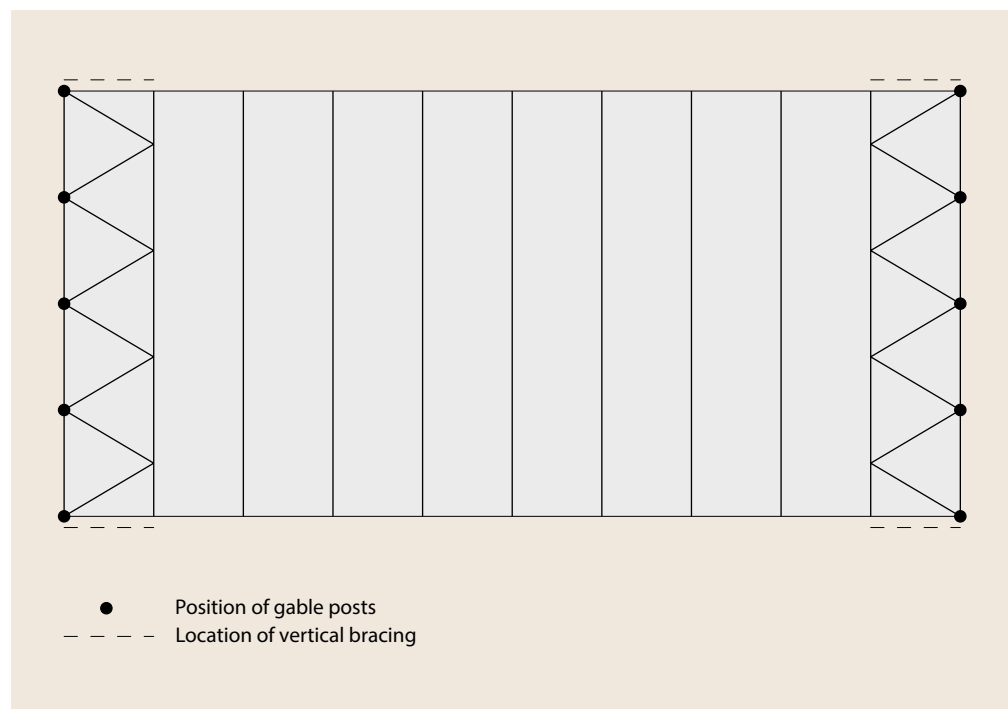 Position of gable posts
Location of vertical bracing